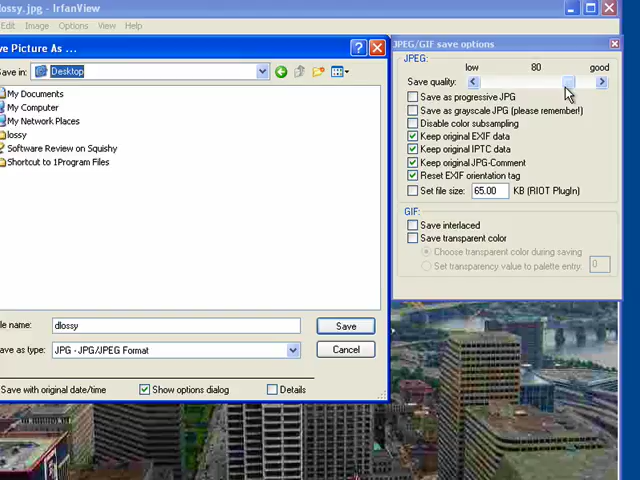 lossy.jpg - IrfanView
Edit Image Options View Help
ve Picture As ...
ve in: Desktop
My Documents
My Computer
My Network Places
lossy
Software Review on Squishy
Shortcut to 1Program Files
le name: dlossy
Save
ave as type: JPG - JPG/JPEG Format
Cancel
Save with original date/time Show options dialog Details
JPEG/GIF save options
JPEG:
low 80 good
Save quality:
Save as progressive JPG
Save as grayscale JPG (please remember!)
Disable color subsampling
Keep original EXIF data
Keep original IPTC data
Keep original JPG-Comment
Reset EXIF orientation tag
Set file size: 65.00 KB (RIOT PlugIn)
GIF:
Save interlaced
Save transparent color
Choose transparent color during saving
Set transparency value to palette entry: 0